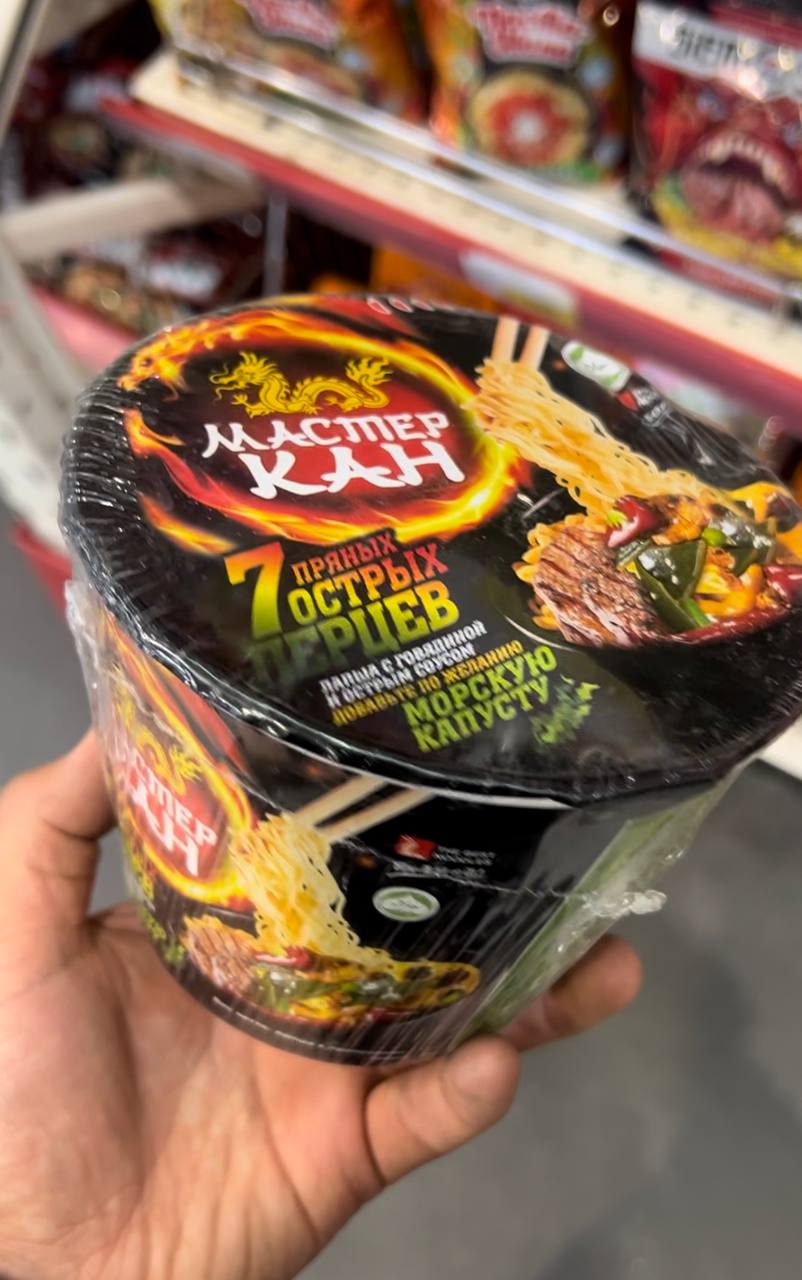 МАСТЕР
КАН
7
ПРЯНЫХ
ОСТРЫХ
ПЕРЦЕВ
ЛАПША С ГОВЯДИНОЙ
И ОСТРЫМ СОУСОМ
ДОБАВЬТЕ ПО ЖЕЛАНИЮ
МОРСКУЮ
КАПУСТУ
МАСТЕР
КАН